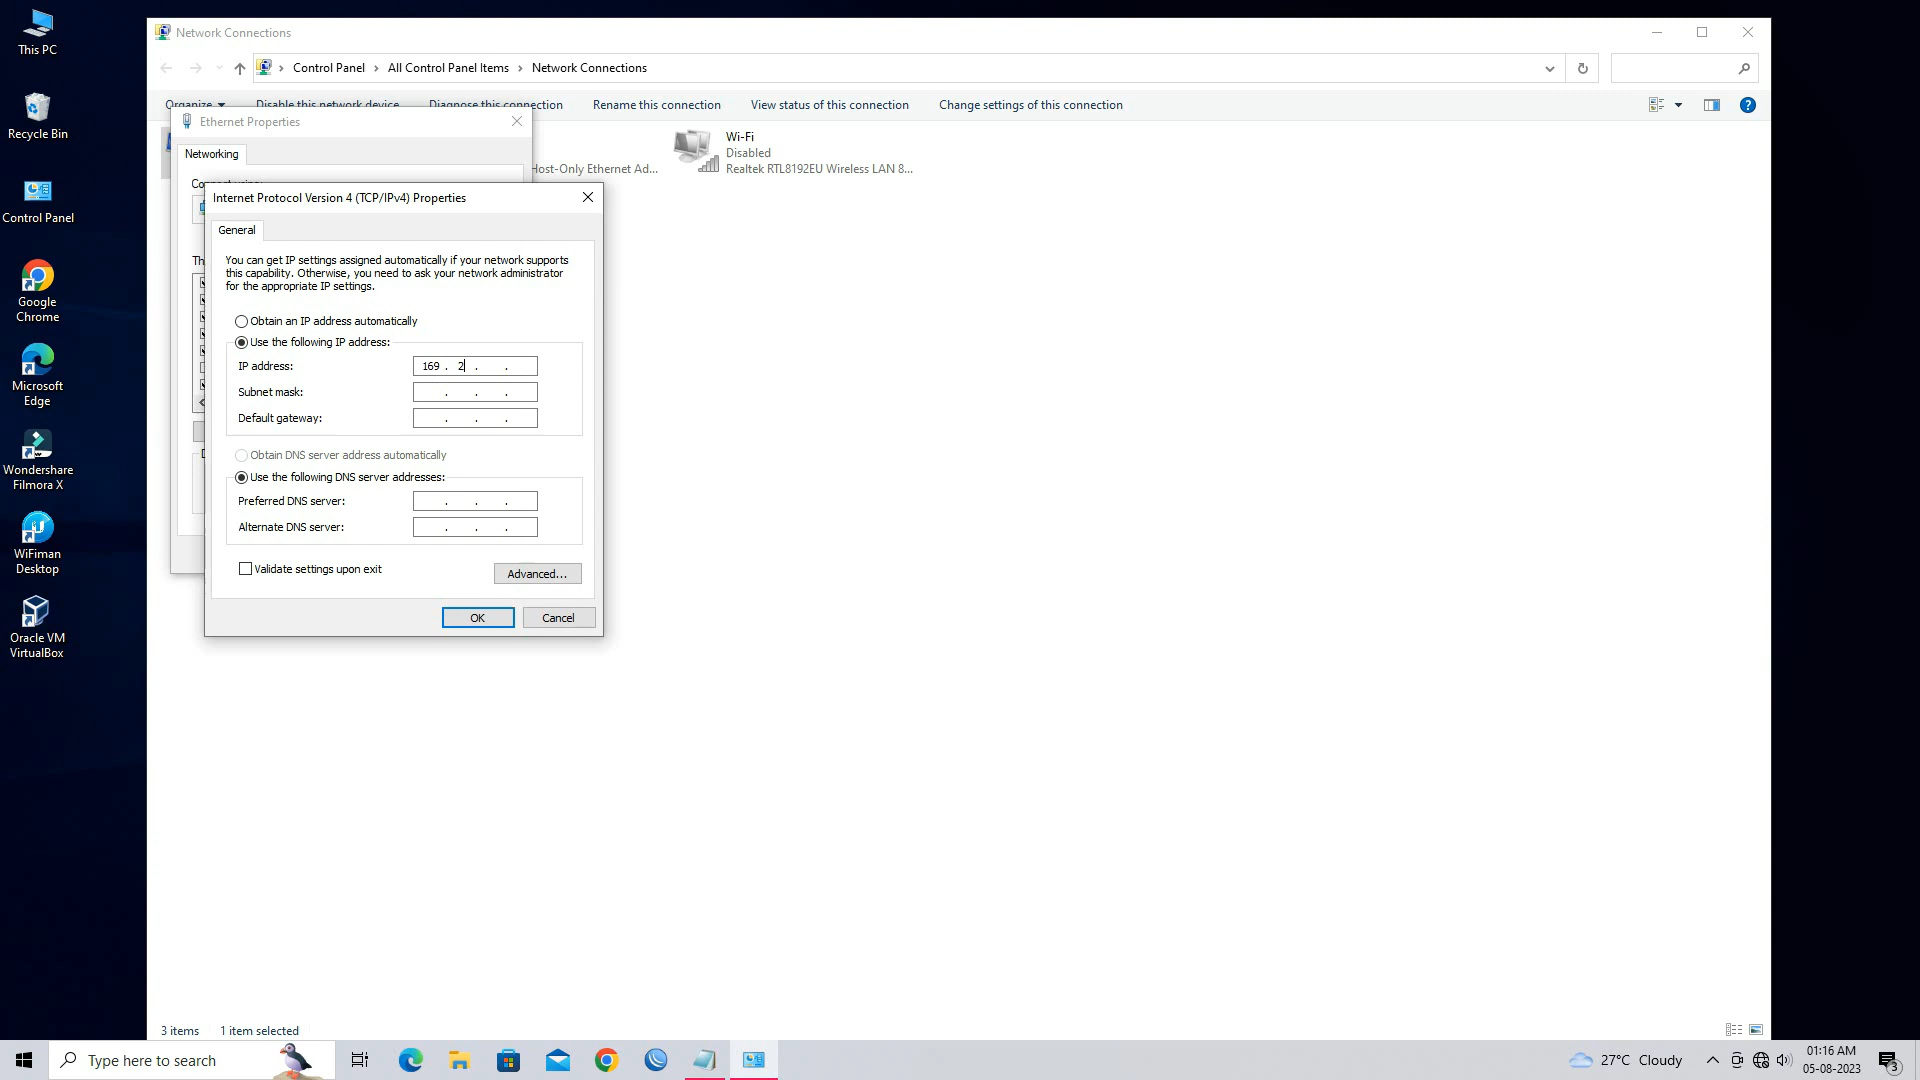 This PC
Recycle Bin
Control Panel
Google
Chrome
Microsoft
Edge
Wondershare
Filmora X
WiFiman
Desktop
Oracle VM
VirtualBox
Network Connections
Control Panel > All Control Panel Items > Network Connections
Organize Disable this network device Diagnose this connection Rename this connection View status of this connection Change settings of this connection
Ethernet Properties
Networking
Host-Only Ethernet Ad...
Wi-Fi
Disabled
Realtek RTL8192EU Wireless LAN 8...
Internet Protocol Version 4 (TCP/IPv4) Properties
General
You can get IP settings assigned automatically if your network supports
this capability. Otherwise, you need to ask your network administrator
for the appropriate IP settings.
Obtain an IP address automatically
Use the following IP address:
IP address: 169 . 2 . .
Subnet mask: . . .
Default gateway: . . .
Obtain DNS server address automatically
Use the following DNS server addresses:
Preferred DNS server: . . .
Alternate DNS server: . . .
Validate settings upon exit
Advanced...
OK Cancel
3 items 1 item selected
Type here to search
27°C Cloudy
01:16 AM
05-08-2023
3